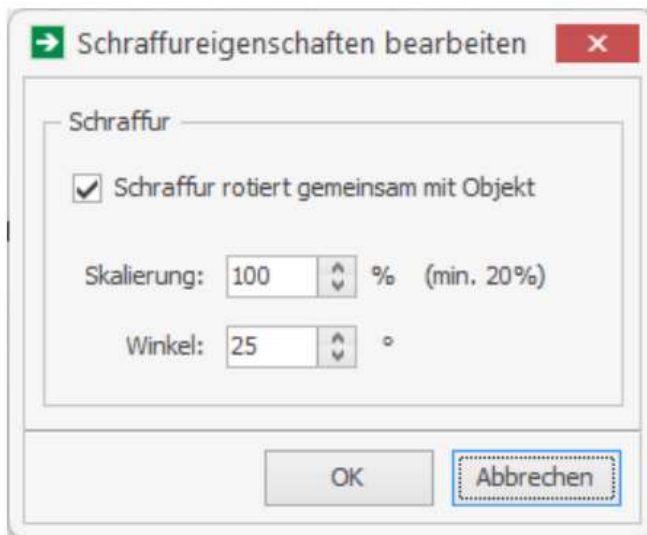 Schraffureigenschaften bearbeiten
Schraffur
Schraffur rotiert gemeinsam mit Objekt
Skalierung: 100 % (min. 20%)
Winkel: 25 °
OK Abbrechen